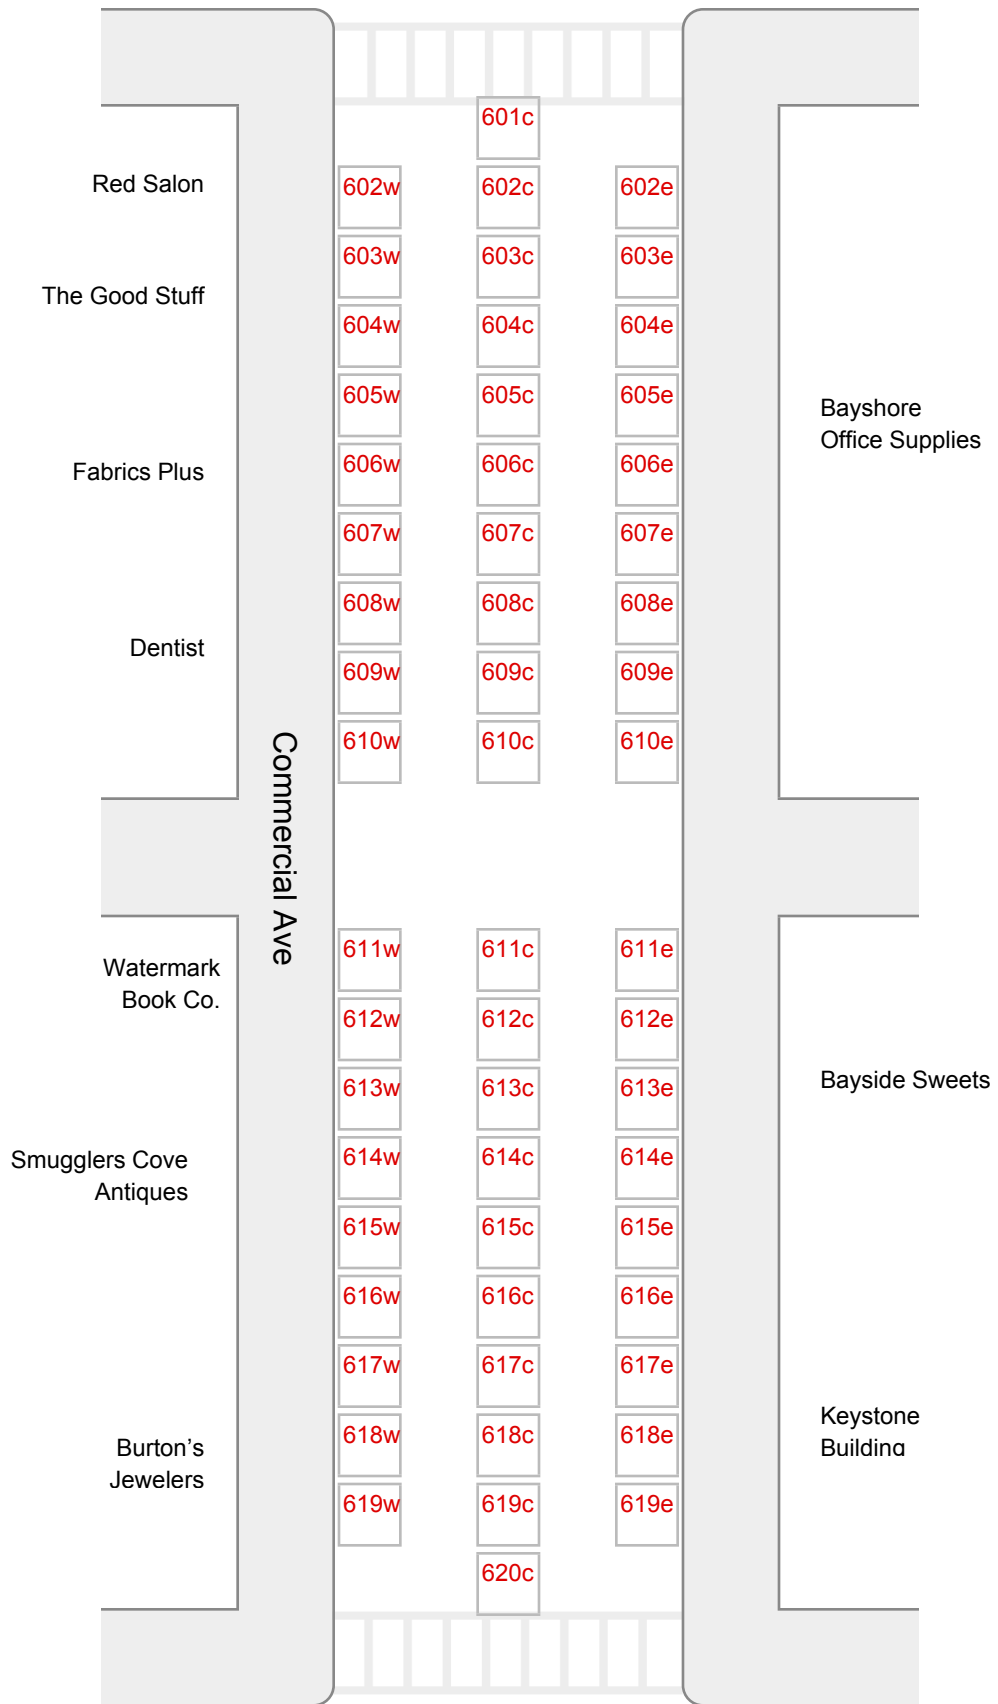 601c
Red Salon
602w 602c 602e
603w 603c 603e
The Good Stuff
604w 604c 604e
605w 605c 605e
Bayshore
Office Supplies
606w 606c 606e
Fabrics Plus
607w 607c 607e
608w 608c 608e
Dentist
609w 609c 609e
610w 610c 610e
Commercial Ave
611w 611c 611e
Watermark
Book Co.
612w 612c 612e
613w 613c 613e
Bayside Sweets
614w 614c 614e
Smugglers Cove
Antiques
615w 615c 615e
616w 616c 616e
617w 617c 617e
Keystone
Building
618w 618c 618e
Burton's
Jewelers
619w 619c 619e
620c